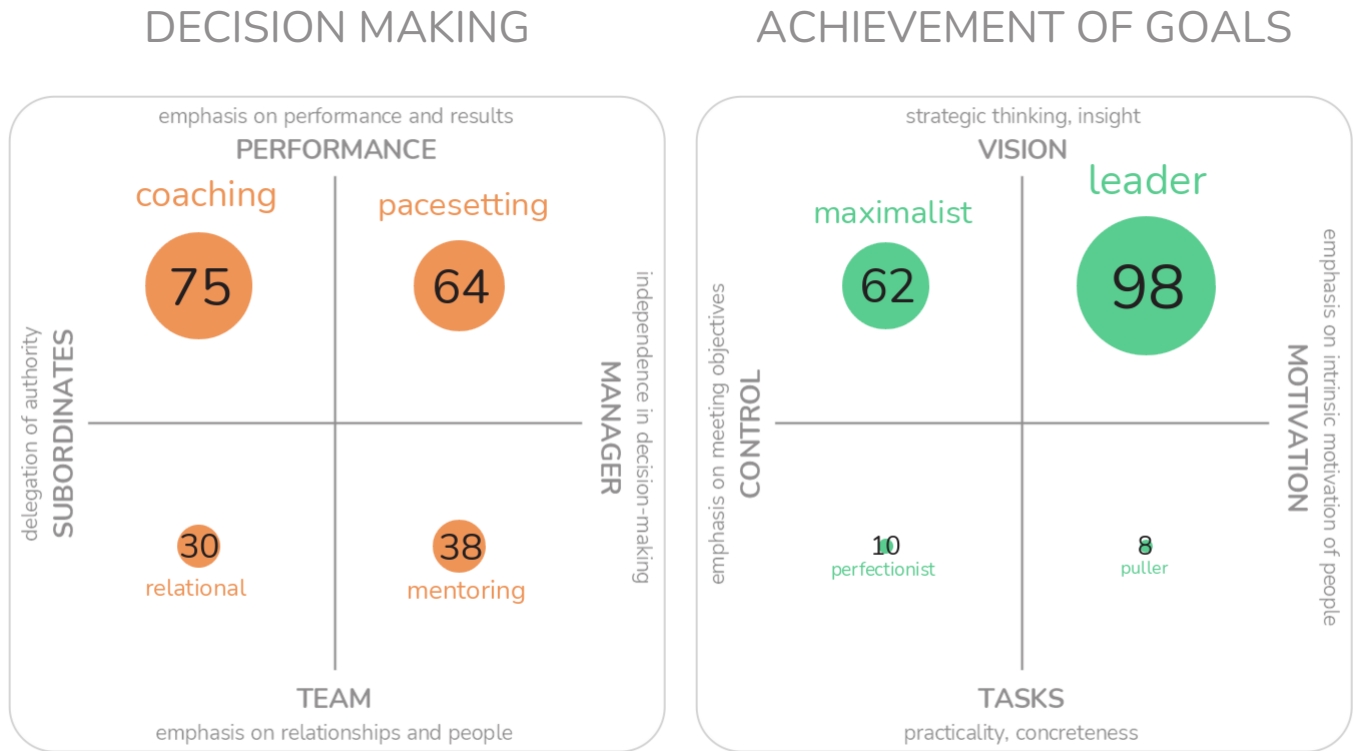 DECISION MAKING
emphasis on performance and results
PERFORMANCE
coaching
pacesetting
75
64
delegation of authority
SUBORDINATES
MANAGER
independence in decision-making
30
38
relational
mentoring
TEAM
emphasis on relationships and people
ACHIEVEMENT OF GOALS
strategic thinking, insight
VISION
leader
maximalist
62
98
emphasis on meeting objectives
CONTROL
MOTIVATION
emphasis on intrinsic motivation of people
10
8
perfectionist
puller
TASKS
practicality, concreteness